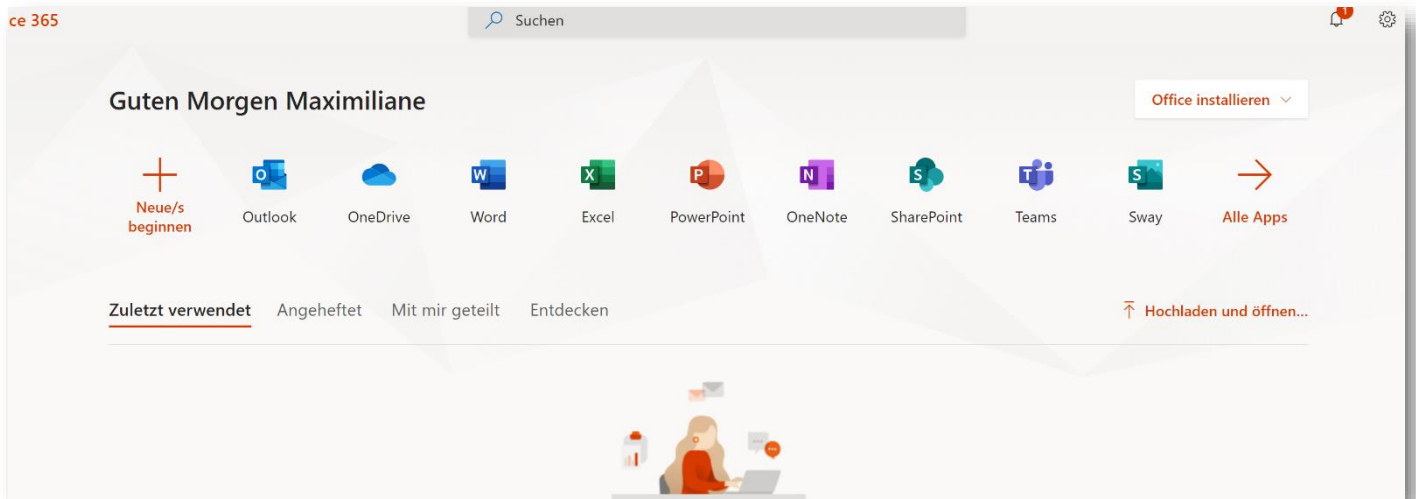 ce 365
Suchen
1
Guten Morgen Maximiliane
Office installieren
Neue/s
beginnen
Outlook
OneDrive
Word
Excel
PowerPoint
OneNote
SharePoint
Teams
Sway
Alle Apps
Zuletzt verwendet
Angeheftet
Mit mir geteilt
Entdecken
Hochladen und öffnen...